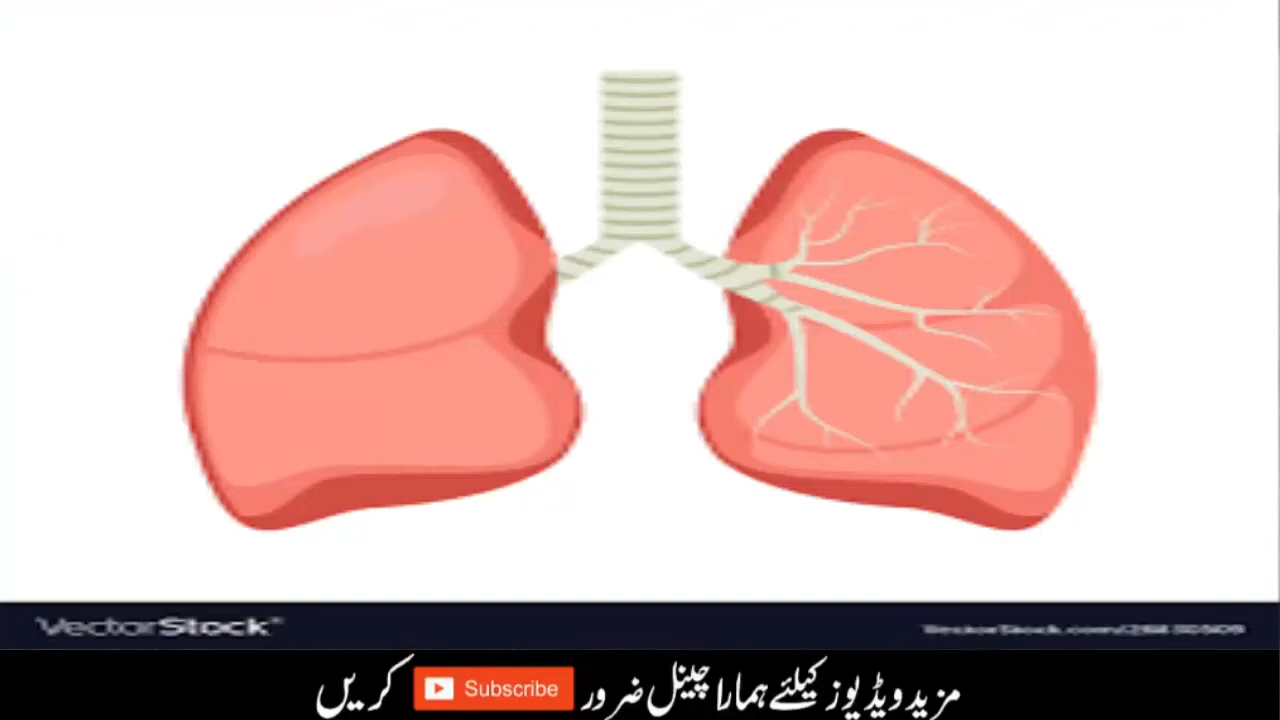 VectorStock
مزید ویڈیوز کیلئے ہمارا چینل ضرور Subscribe کریں